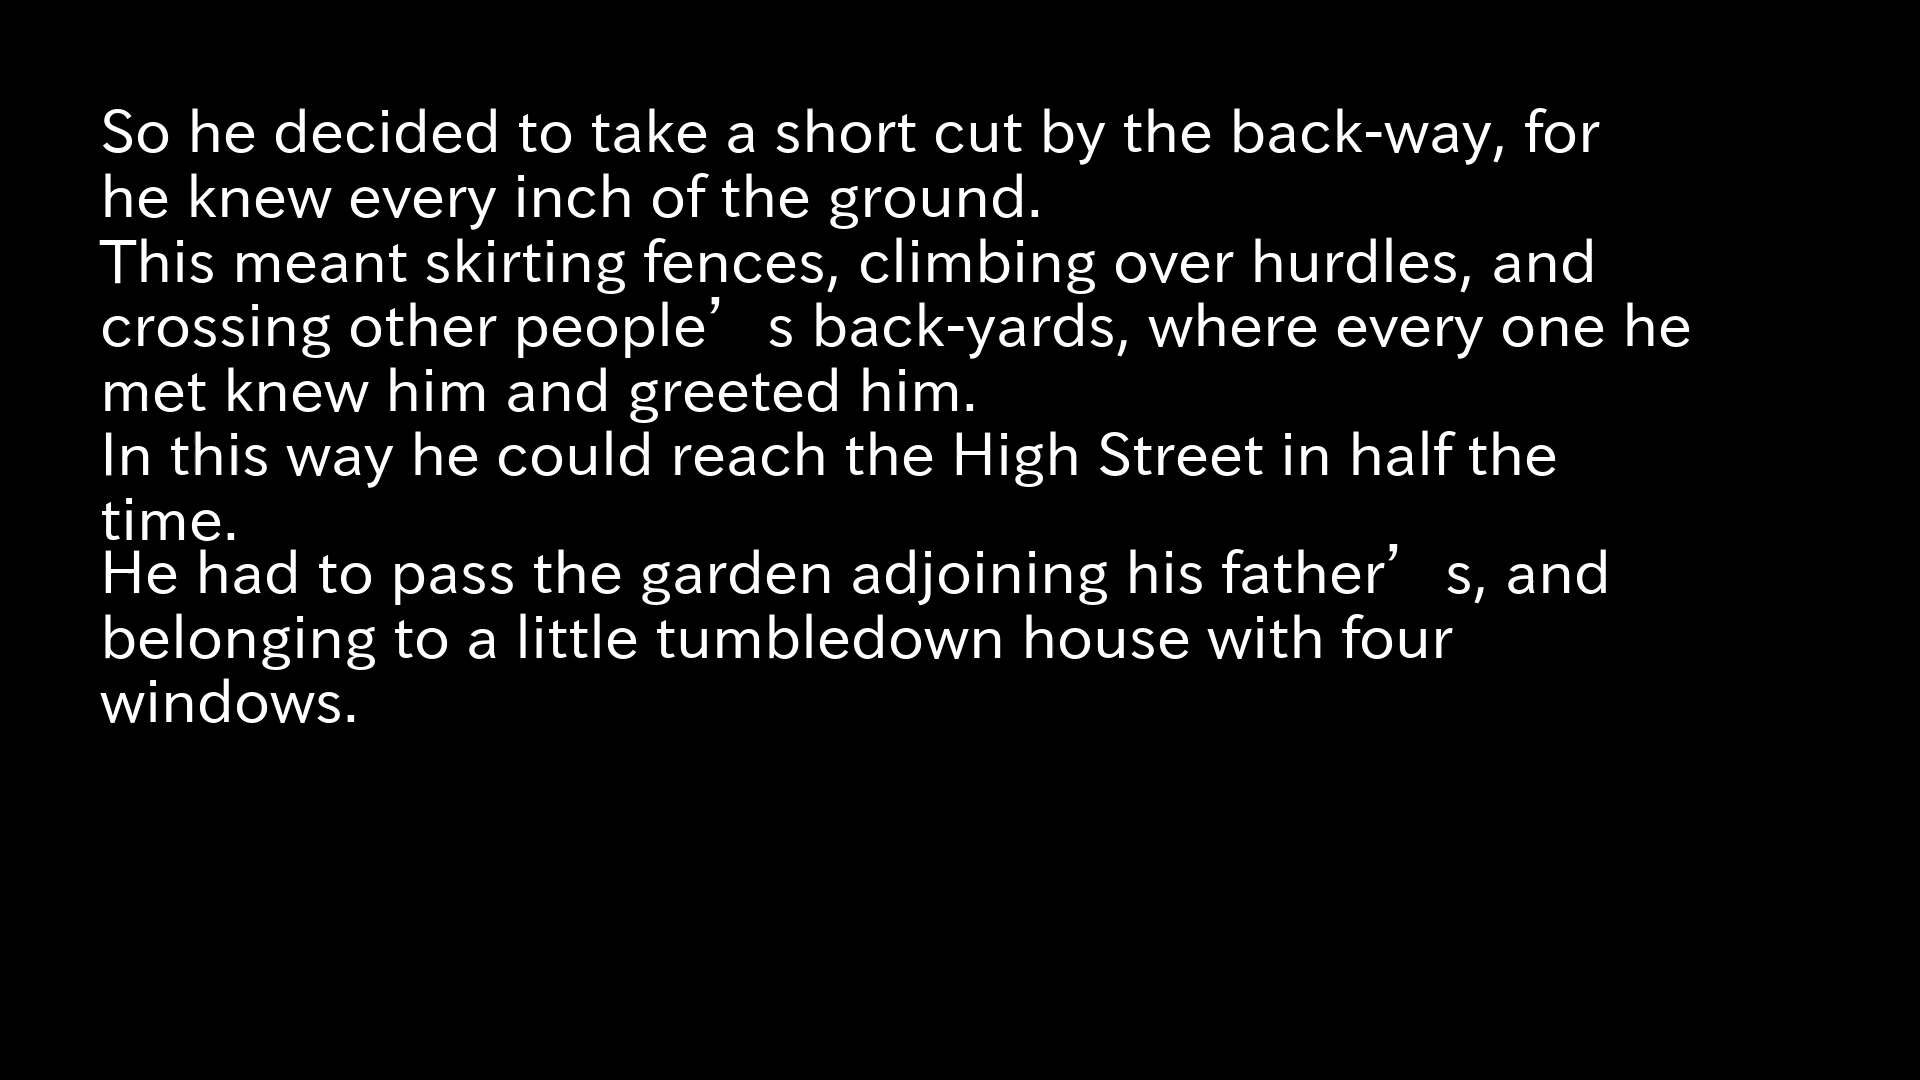 So he decided to take a short cut by the back-way, for
he knew every inch of the ground.
This meant skirting fences, climbing over hurdles, and
crossing other people’s back-yards, where every one he
met knew him and greeted him.
In this way he could reach the High Street in half the
time.
He had to pass the garden adjoining his father’s, and
belonging to a little tumbledown house with four
windows.